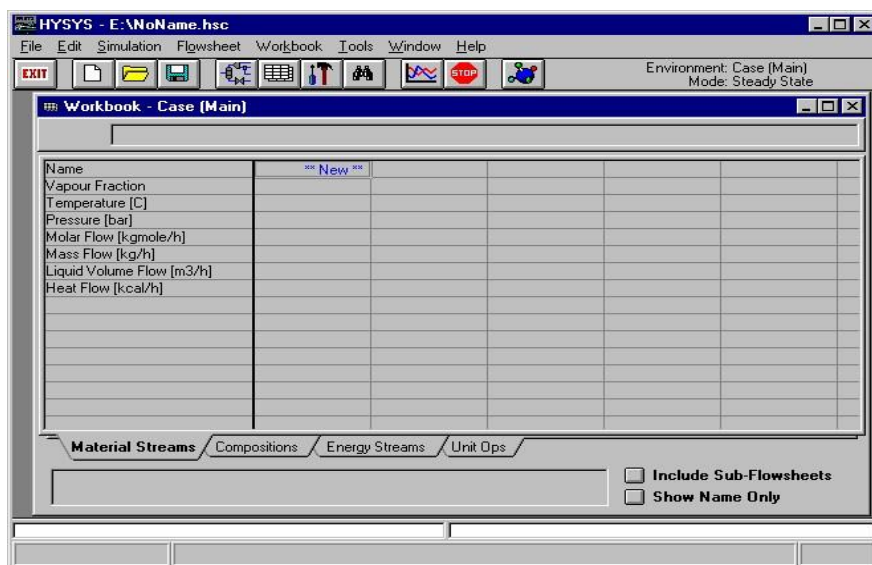 HYSYS - E:\NoName.hsc
File Edit Simulation Flowsheet Workbook Tools Window Help
EXIT STOP Environment: Case (Main)
Mode: Steady State
Workbook - Case (Main)
Name ** New **
Vapour Fraction
Temperature [C]
Pressure [bar]
Molar Flow [kgmole/h]
Mass Flow [kg/h]
Liquid Volume Flow [m3/h]
Heat Flow [kcal/h]
Material Streams Compositions Energy Streams Unit Ops
Include Sub-Flowsheets
Show Name Only